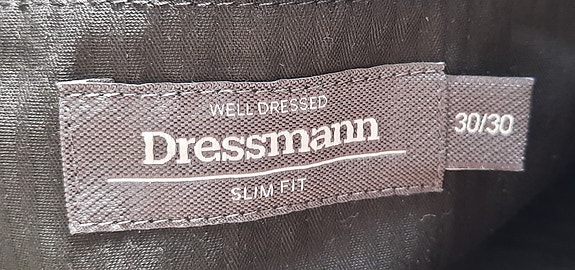 WELL DRESSED
Dressmann
SLIM FIT
30/30